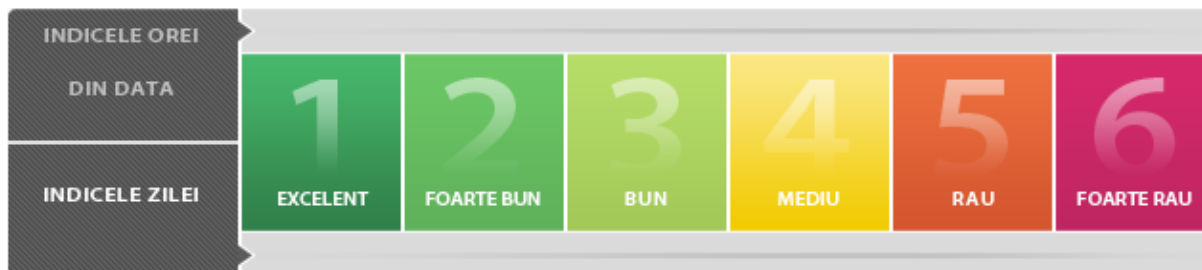 INDICELE OREI
DIN DATA
INDICELE ZILEI
1
EXCELENT
2
FOARTE BUN
3
BUN
4
MEDIU
5
RAU
6
FOARTE RAU